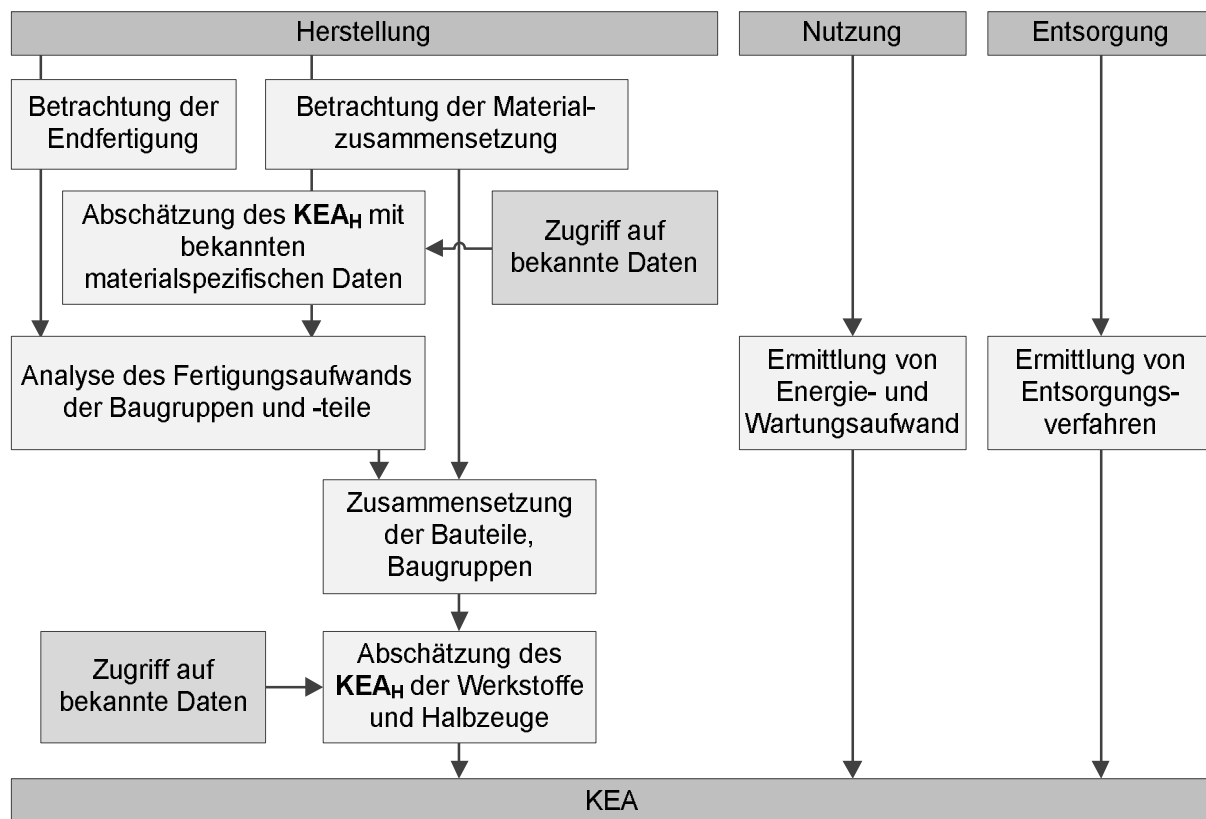 Herstellung
Nutzung
Entsorgung
Betrachtung der
Endfertigung
Betrachtung der Material-
zusammensetzung
Abschätzung des KEAH mit
bekannten
materialspezifischen Daten
Zugriff auf
bekannte Daten
Analyse des Fertigungsaufwands
der Baugruppen und -teile
Ermittlung von
Energie- und
Wartungsaufwand
Ermittlung von
Entsorgungs-
verfahren
Zusammensetzung
der Bauteile,
Baugruppen
Zugriff auf
bekannte Daten
Abschätzung des
KEAH der Werkstoffe
und Halbzeuge
KEA